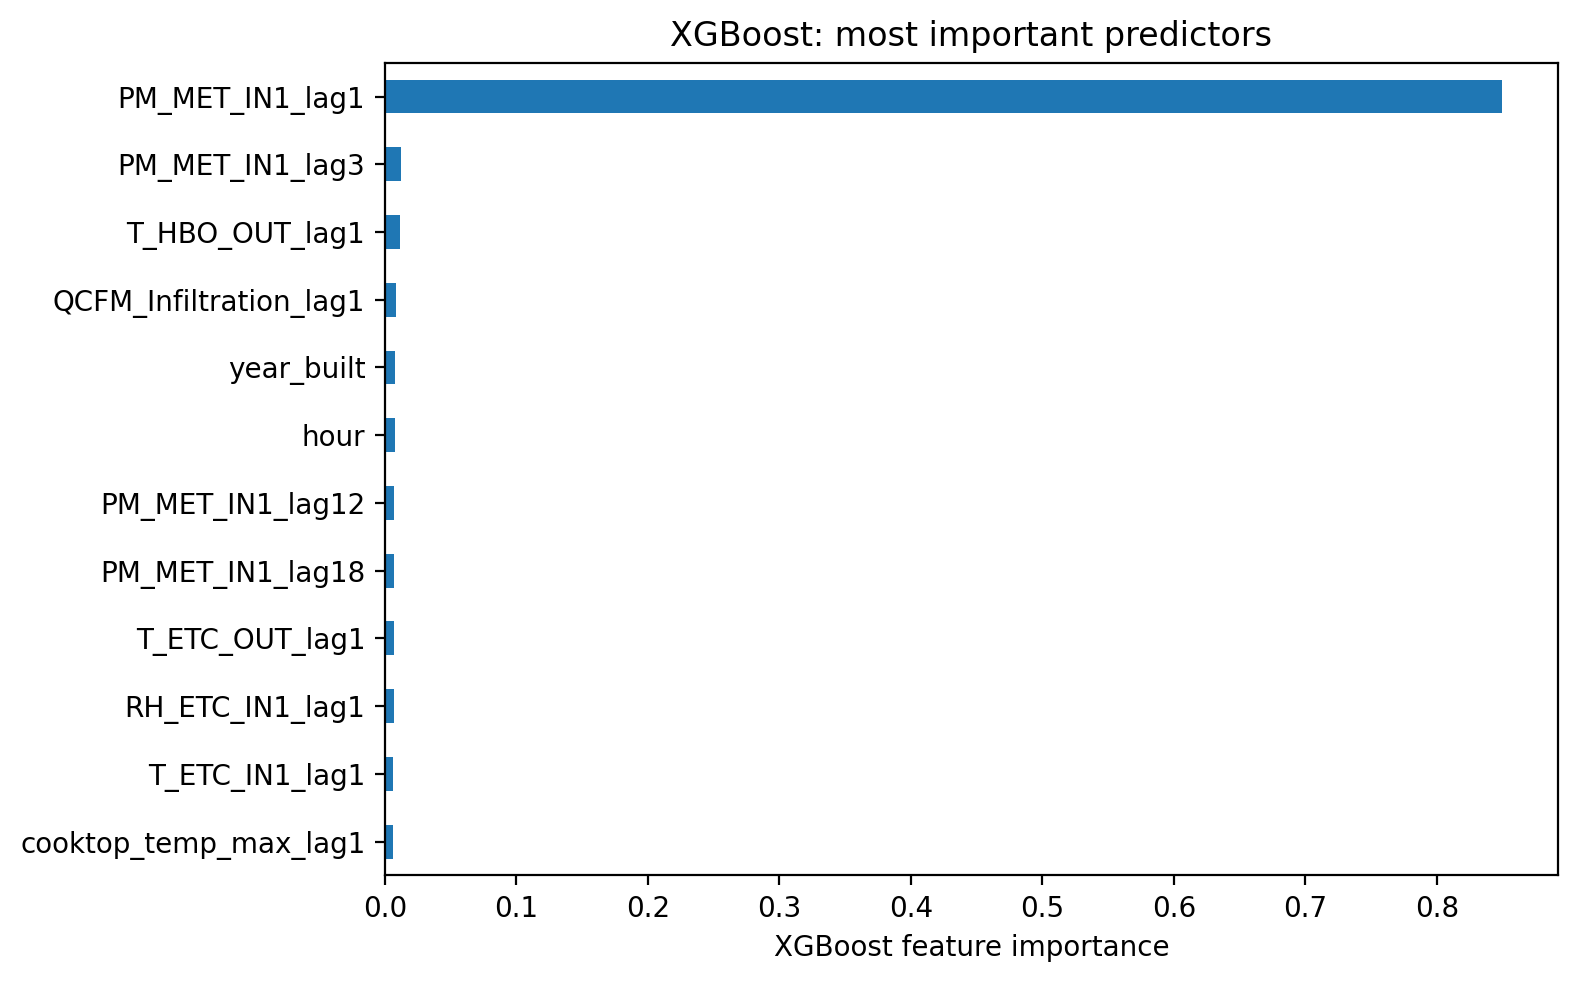 XGBoost: most important predictors
PM_MET_IN1_lag1
PM_MET_IN1_lag3
T_HBO_OUT_lag1
QCFM_Infiltration_lag1
year_built
hour
PM_MET_IN1_lag12
PM_MET_IN1_lag18
T_ETC_OUT_lag1
RH_ETC_IN1_lag1
T_ETC_IN1_lag1
cooktop_temp_max_lag1
0.0 0.1 0.2 0.3 0.4 0.5 0.6 0.7 0.8
XGBoost feature importance